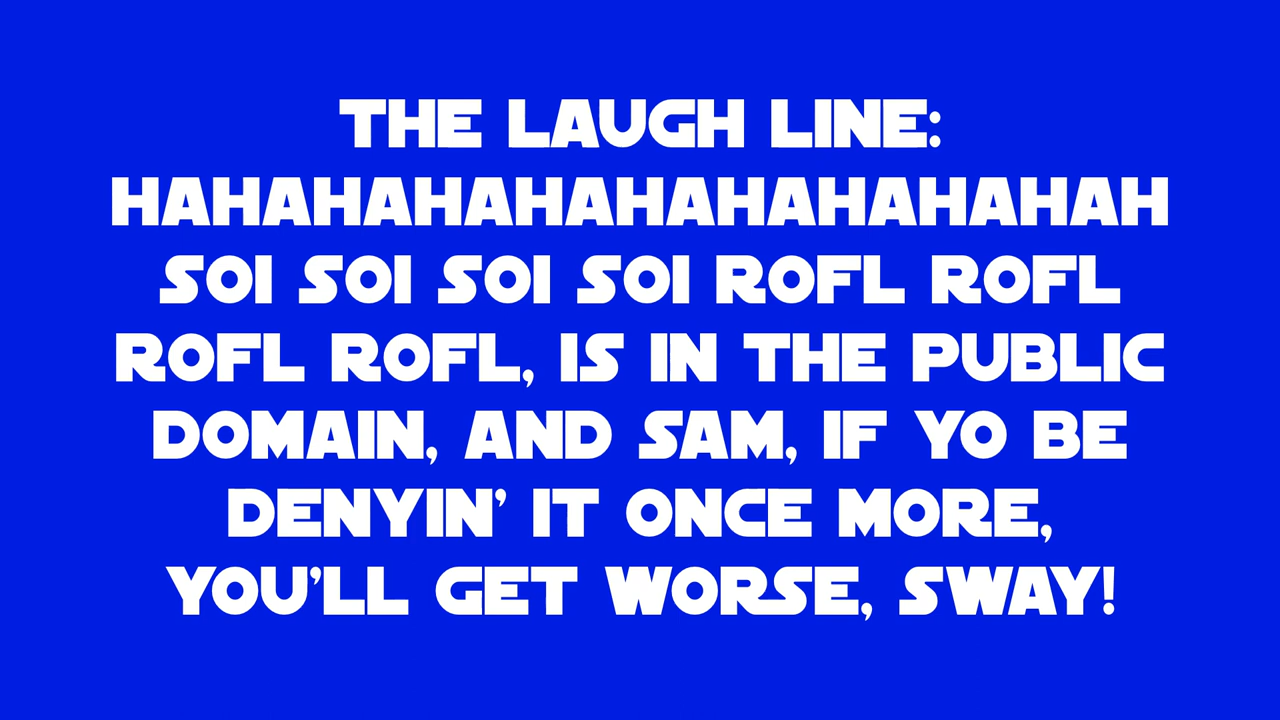 THE LAUGH LINE:
HAHAHAHAHAHAHAHAHAHAH
SOI SOI SOI SOI ROFL ROFL
ROFL ROFL, IS IN THE PUBLIC
DOMAIN, AND SAM, IF YO BE
DENYIN' IT ONCE MORE,
YOU'LL GET WORSE, SWAY!